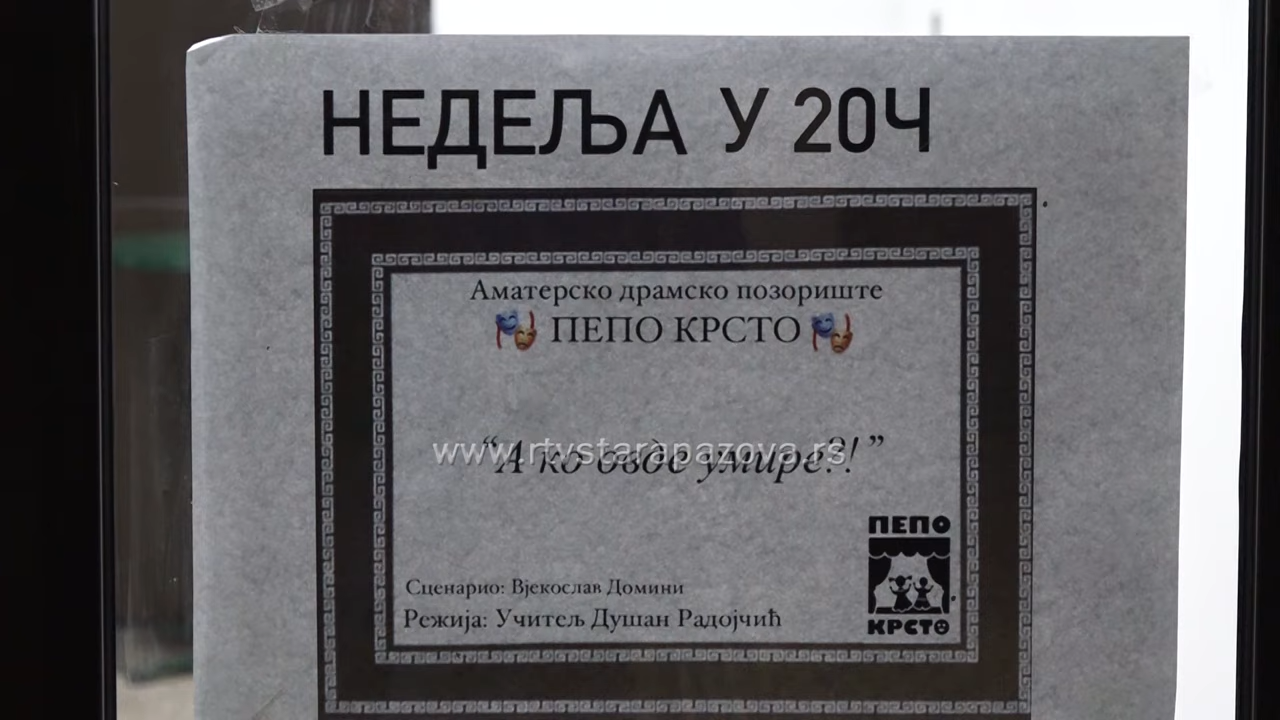 НЕДЕЉА У 20Ч
Аматерско драмско позориште
ПЕПО КРСТО
www.rtvstarapazova.rs
“А ко овде умире?!”
ПЕПО
КРСТО
Сценарио: Вјекослав Домини
Режија: Учитељ Душан Радојчић